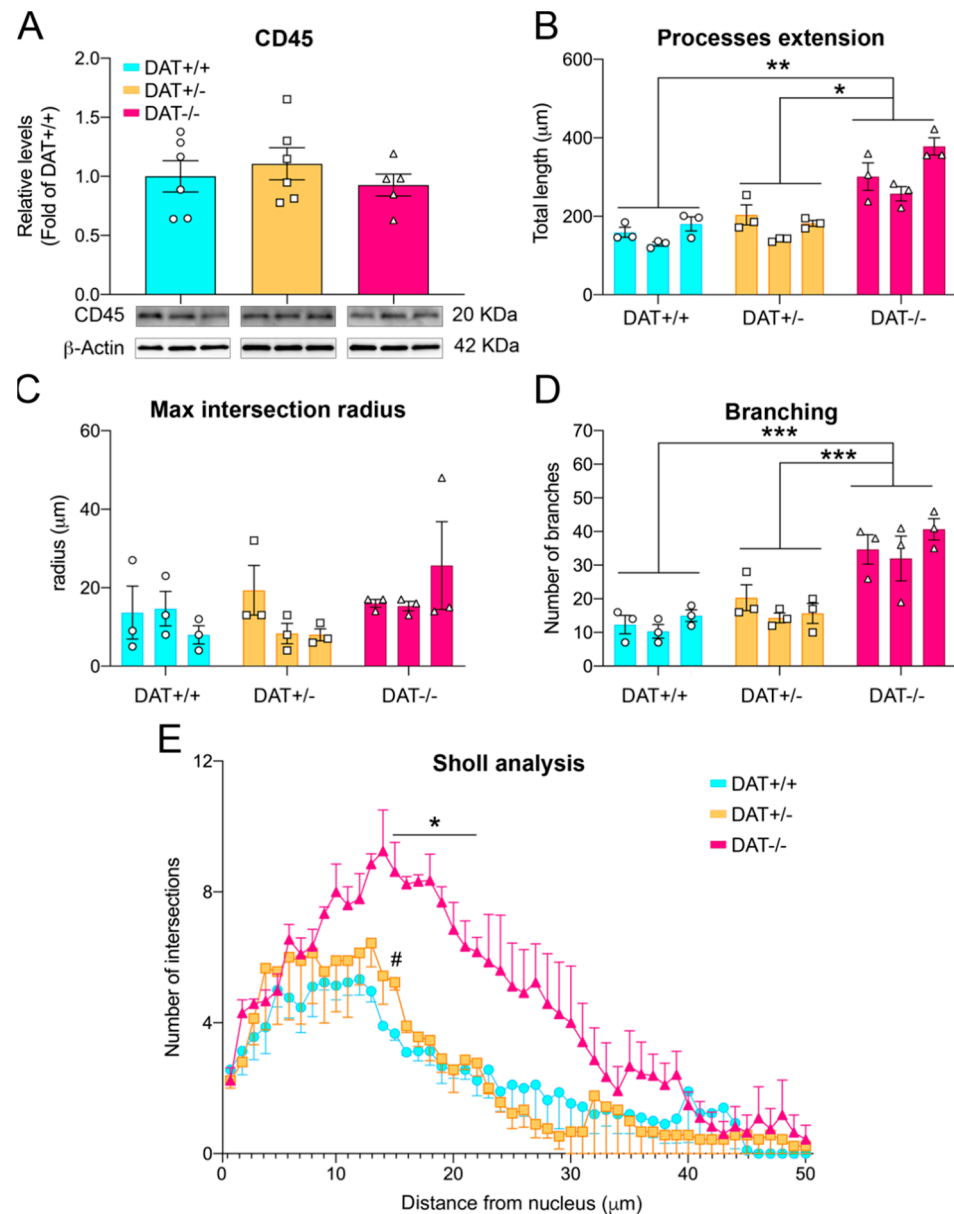 A
CD45
DAT+/+
DAT+/-
DAT-/-
Relative levels
(Fold of DAT+/+)
2.0
1.5
1.0
0.5
0.0
CD45
20 KDa
β-Actin
42 KDa
B
Processes extension
Total length (μm)
600
400
200
0
**
*
DAT+/+ DAT+/- DAT-/-
C
Max intersection radius
radius (μm)
60
40
20
0
DAT+/+ DAT+/- DAT-/-
D
Branching
Number of branches
70
60
50
40
30
20
10
0
***
***
DAT+/+ DAT+/- DAT-/-
E
Sholl analysis
DAT+/+
DAT+/-
DAT-/-
Number of intersections
12
8
4
0
*
#
0 10 20 30 40 50
Distance from nucleus (μm)